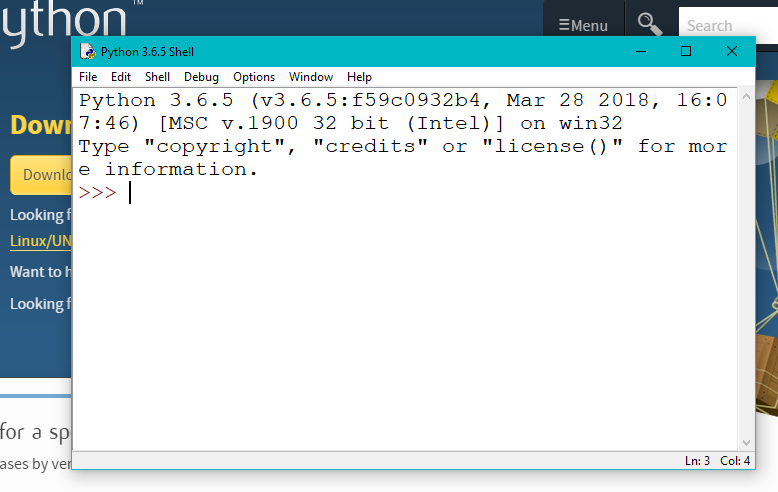 ython™
Menu
Search
Python 3.6.5 Shell
File Edit Shell Debug Options Window Help
Python 3.6.5 (v3.6.5:f59c0932b4, Mar 28 2018, 16:0
7:46) [MSC v.1900 32 bit (Intel)] on win32
Type "copyright", "credits" or "license()" for mor
e information.
>>>
Ln: 3 Col: 4
Down
Downlo
Looking f
Linux/UN
Want to h
Looking f
for a sp
ases by ver